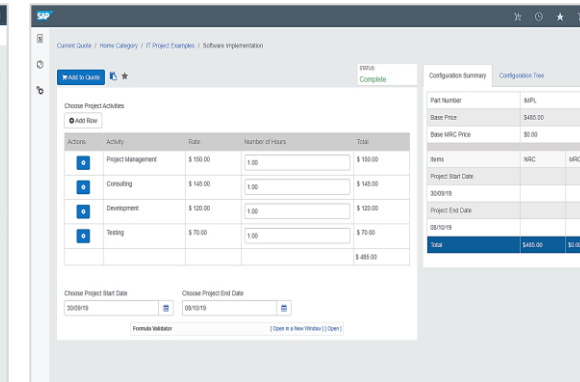 SAP
Current Quote / Home Category / IT Project Examples / Software Implementation
Add to Quote
STATUS
Complete
Choose Project Activities
Add Row
Actions Activity Rate Number of Hours Total
Project Management $ 150.00 1.00 $ 150.00
Consulting $ 145.00 1.00 $ 145.00
Development $ 120.00 1.00 $ 120.00
Testing $ 70.00 1.00 $ 70.00
$ 485.00
Choose Project Start Date Choose Project End Date
30/09/19 08/10/19
Formula Validator [ Open in a New Window ] [ Open ]
Configuration Summary Configuration Tree
Part Number IMPL
Base Price $485.00
Base MRC Price $0.00
Items NRC MRC
Project Start Date
30/09/19
Project End Date
08/10/19
Total $485.00 $0.00